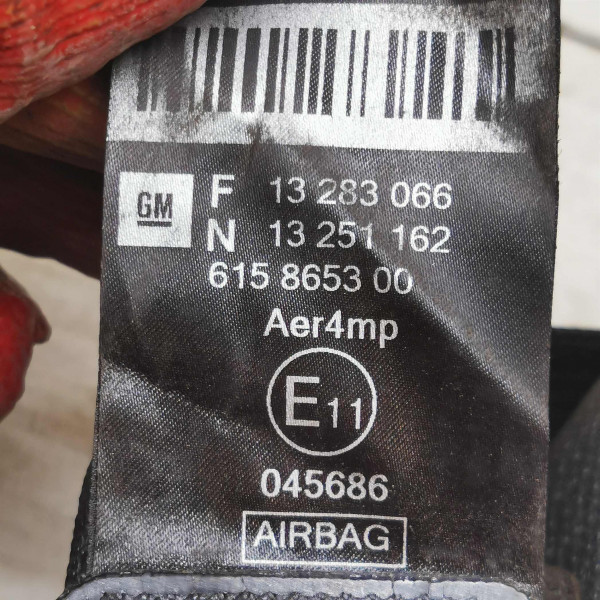 GM F 13 283 066
N 13 251 162
615 8653 00
Aer4mp
E11
045686
AIRBAG